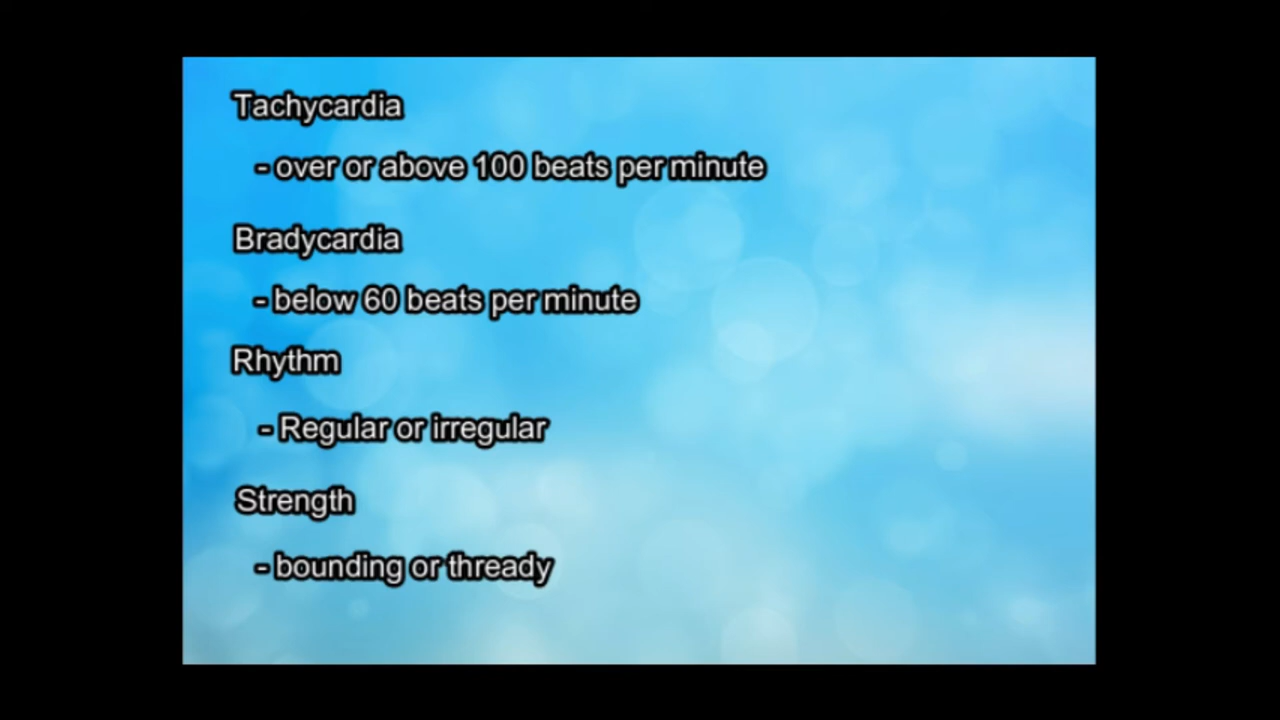 Tachycardia
- over or above 100 beats per minute
Bradycardia
- below 60 beats per minute
Rhythm
- Regular or irregular
Strength
- bounding or thready